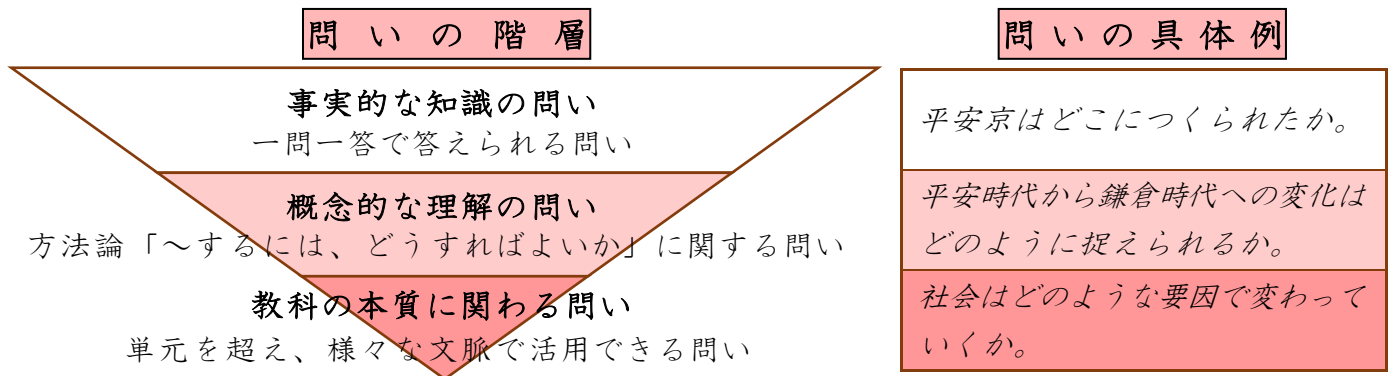 問いの階層
事実的な知識の問い
一問一答で答えられる問い
概念的な理解の問い
方法論「～するには、どうすればよいか」に関する問い
教科の本質に関わる問い
単元を超え、様々な文脈で活用できる問い
問いの具体例
平安京はどこにつくられたか。
平安時代から鎌倉時代への変化は
どのように捉えられるか。
社会はどのような要因で変わって
いくか。